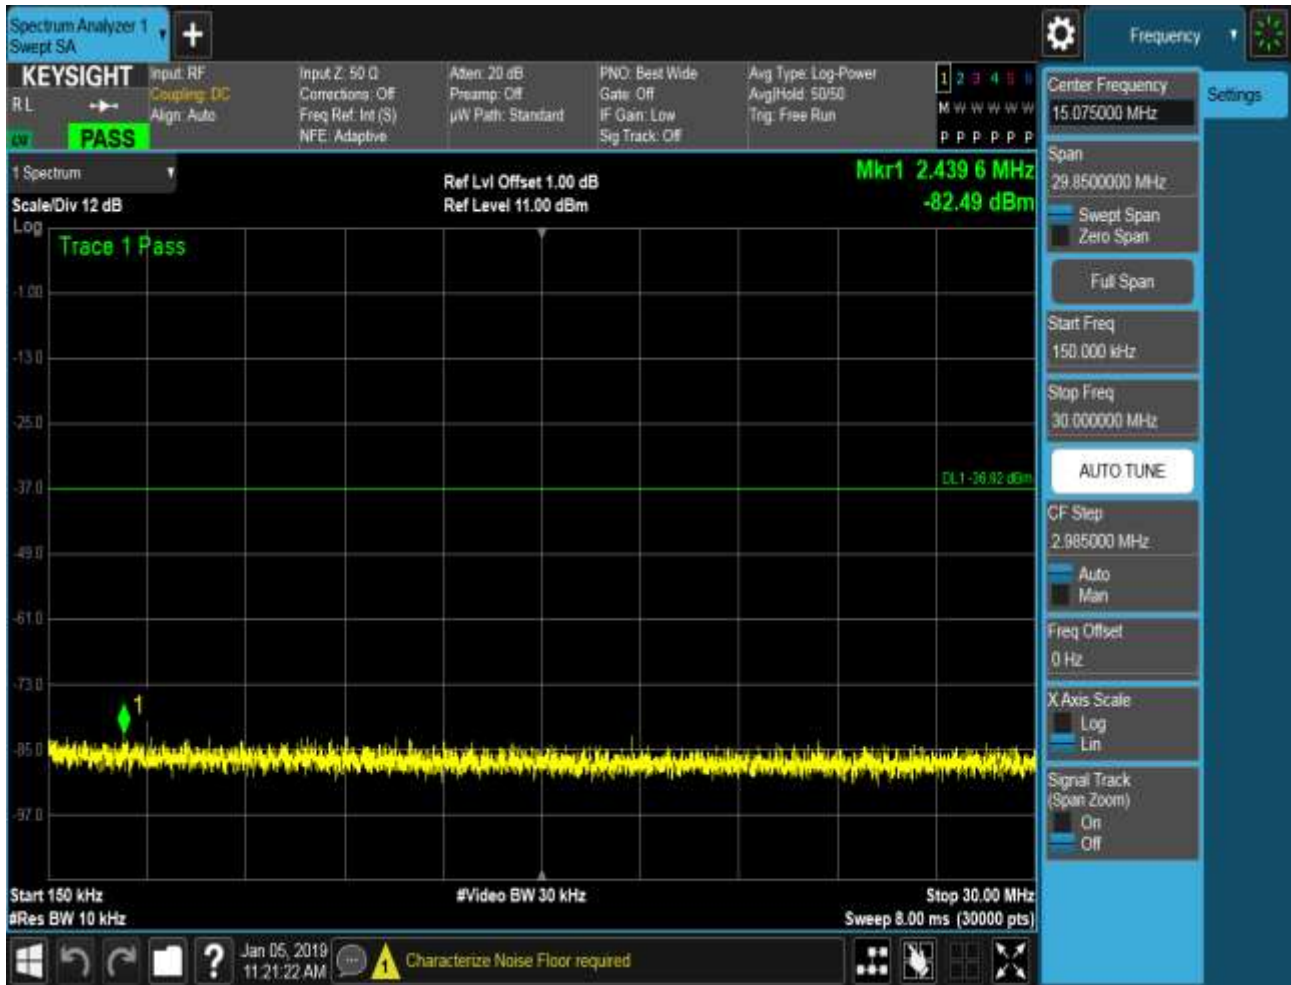 Spectrum Analyzer 1
Swept SA
Frequency
KEYSIGHT
Input: RF
Input Z: 50 Ω
Atten: 20 dB
PNO: Best Wide
Avg Type: Log-Power
1 2 3 4 5 6
R L
Coupling: DC
Corrections: Off
Preamp: Off
Gate: Off
Avg|Hold: 50/50
M W W W W W
Align: Auto
Freq Ref: Int (S)
µW Path: Standard
IF Gain: Low
Trig: Free Run
PASS
NFE: Adaptive
Sig Track: Off
P P P P P P
1 Spectrum
Ref Lvl Offset 1.00 dB
Mkr1 2.439 6 MHz
Scale/Div 12 dB
Ref Level 11.00 dBm
-82.49 dBm
Log
Trace 1 Pass
-1.00
-13.0
-25.0
-37.0
DL1 -36.92 dBm
-49.0
-61.0
-73.0
1
-85.0
-97.0
Start 150 kHz
#Video BW 30 kHz
Stop 30.00 MHz
#Res BW 10 kHz
Sweep 8.00 ms (30000 pts)
Center Frequency
15.075000 MHz
Settings
Span
29.8500000 MHz
Swept Span
Zero Span
Full Span
Start Freq
150.000 kHz
Stop Freq
30.000000 MHz
AUTO TUNE
CF Step
2.985000 MHz
Auto
Man
Freq Offset
0 Hz
X Axis Scale
Log
Lin
Signal Track
(Span Zoom)
On
Off
?
Jan 05, 2019
11:21:22 AM
1
Characterize Noise Floor required